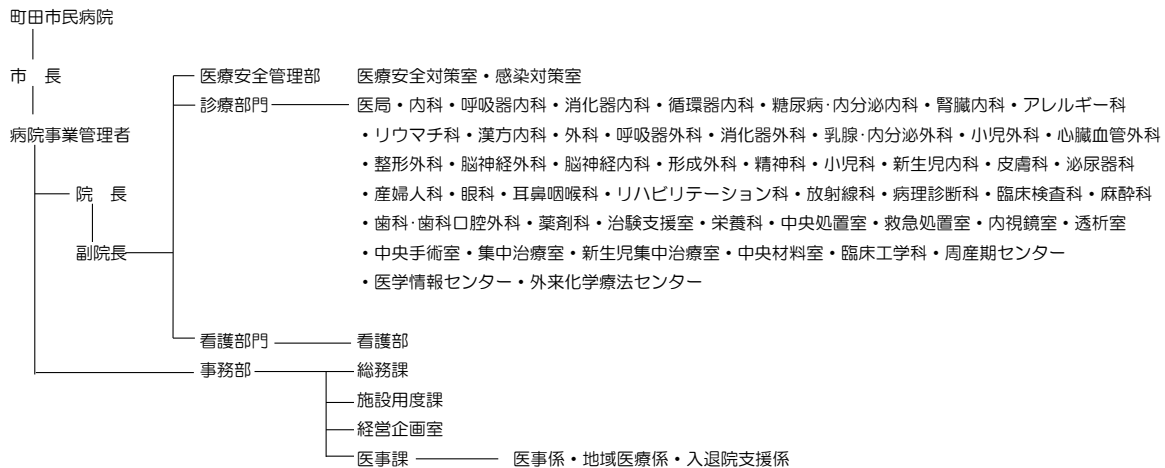 町田市民病院
市　長　医療安全管理部　医療安全対策室・感染対策室
診療部門　医局・内科・呼吸器内科・消化器内科・循環器内科・糖尿病･内分泌内科・腎臓内科・アレルギー科
病院事業管理者　・リウマチ科・漢方内科・外科・呼吸器外科・消化器外科・乳腺･内分泌外科・小児外科・心臓血管外科
・整形外科・脳神経外科・脳神経内科・形成外科・精神科・小児科・新生児内科・皮膚科・泌尿器科
院　長　・産婦人科・眼科・耳鼻咽喉科・リハビリテーション科・放射線科・病理診断科・臨床検査科・麻酔科
・歯科･歯科口腔外科・薬剤科・治験支援室・栄養科・中央処置室・救急処置室・内視鏡室・透析室
副院長　・中央手術室・集中治療室・新生児集中治療室・中央材料室・臨床工学科・周産期センター
・医学情報センター・外来化学療法センター
看護部門　看護部
事務部　総務課
施設用度課
経営企画室
医事課　医事係・地域医療係・入退院支援係